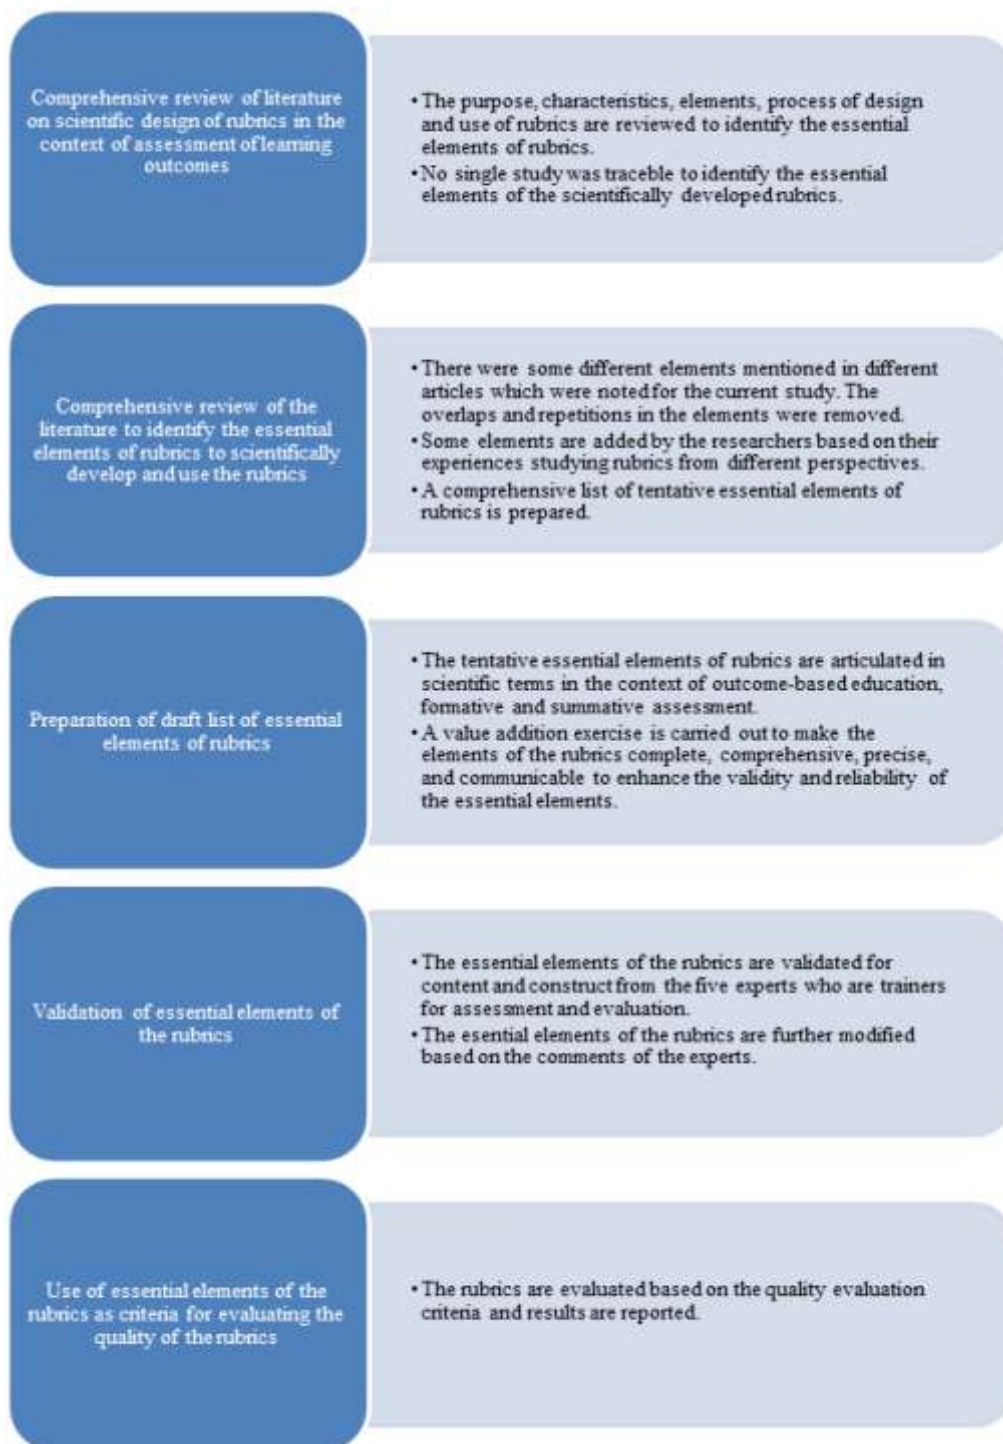 Comprehensive review of literature
on scientific design of rubrics in the
context of assessment of learning
outcomes
• The purpose, characteristics, elements, process of design
and use of rubrics are reviewed to identify the essential
elements of rubrics.
• No single study was traceble to identify the essential
elements of the scientifically developed rubrics.
Comprehensive review of the
literature to identify the essential
elements of rubrics to scientifically
develop and use the rubrics
• There were some different elements mentioned in different
articles which were noted for the current study. The
overlaps and repetitions in the elements were removed.
• Some elements are added by the researchers based on their
experiences studying rubrics from different perspectives.
• A comprehensive list of tentative essential elements of
rubrics is prepared.
Preparation of draft list of essential
elements of rubrics
• The tentative essential elements of rubrics are articulated in
scientific terms in the context of outcome-based education,
formative and summative assessment.
• A value addition exercise is carried out to make the
elements of the rubrics complete, comprehensive, precise,
and communicable to enhance the validity and reliability of
the essential elements.
Validation of essential elements of
the rubrics
• The essential elements of the rubrics are validated for
content and construct from the five experts who are trainers
for assessment and evaluation.
• The esential elements of the rubrics are further modified
based on the comments of the experts.
Use of essential elements of the
rubrics as criteria for evaluating the
quality of the rubrics
• The rubrics are evaluated based on the quality evaluation
criteria and results are reported.